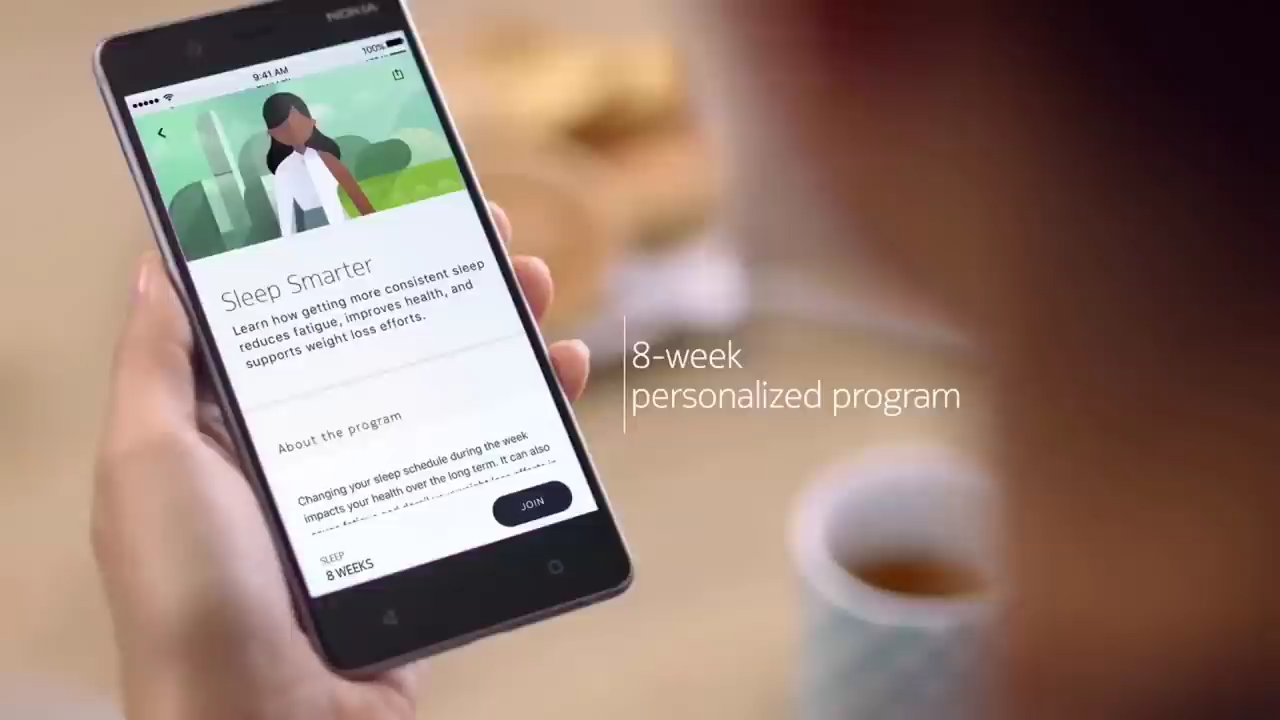 NOKIA
100%
9:41 AM
Sleep Smarter
Learn how getting more consistent sleep
reduces fatigue, improves health, and
supports weight loss efforts.
8-week
personalized program
About the program
Changing your sleep schedule during the week
impacts your health over the long term. It can also
JOIN
SLEEP
8 WEEKS